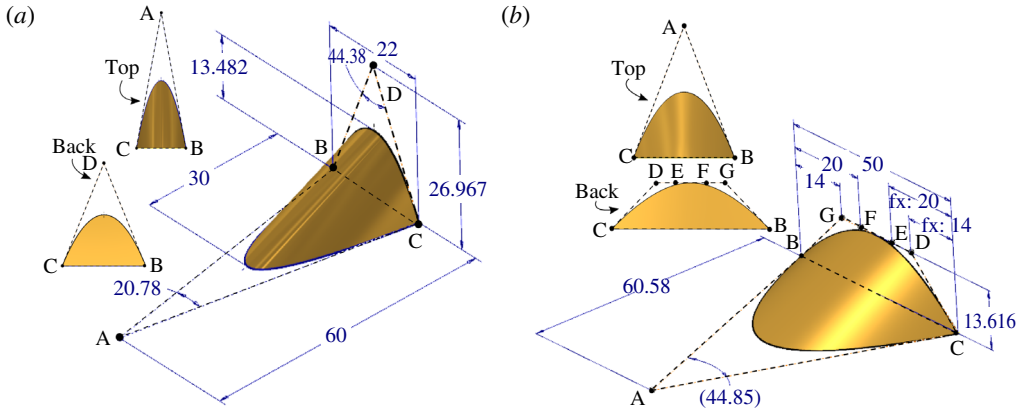 (a)
A
Top
C
B
Back
D
C
B
13.482
22
44.38
D
B
30
26.967
C
20.78
A
60
(b)
A
Top
C
B
D E F G
Back
C
B
50
20
14
fx: 20
fx: 14
G
F
E
D
B
60.58
13.616
C
A
(44.85)